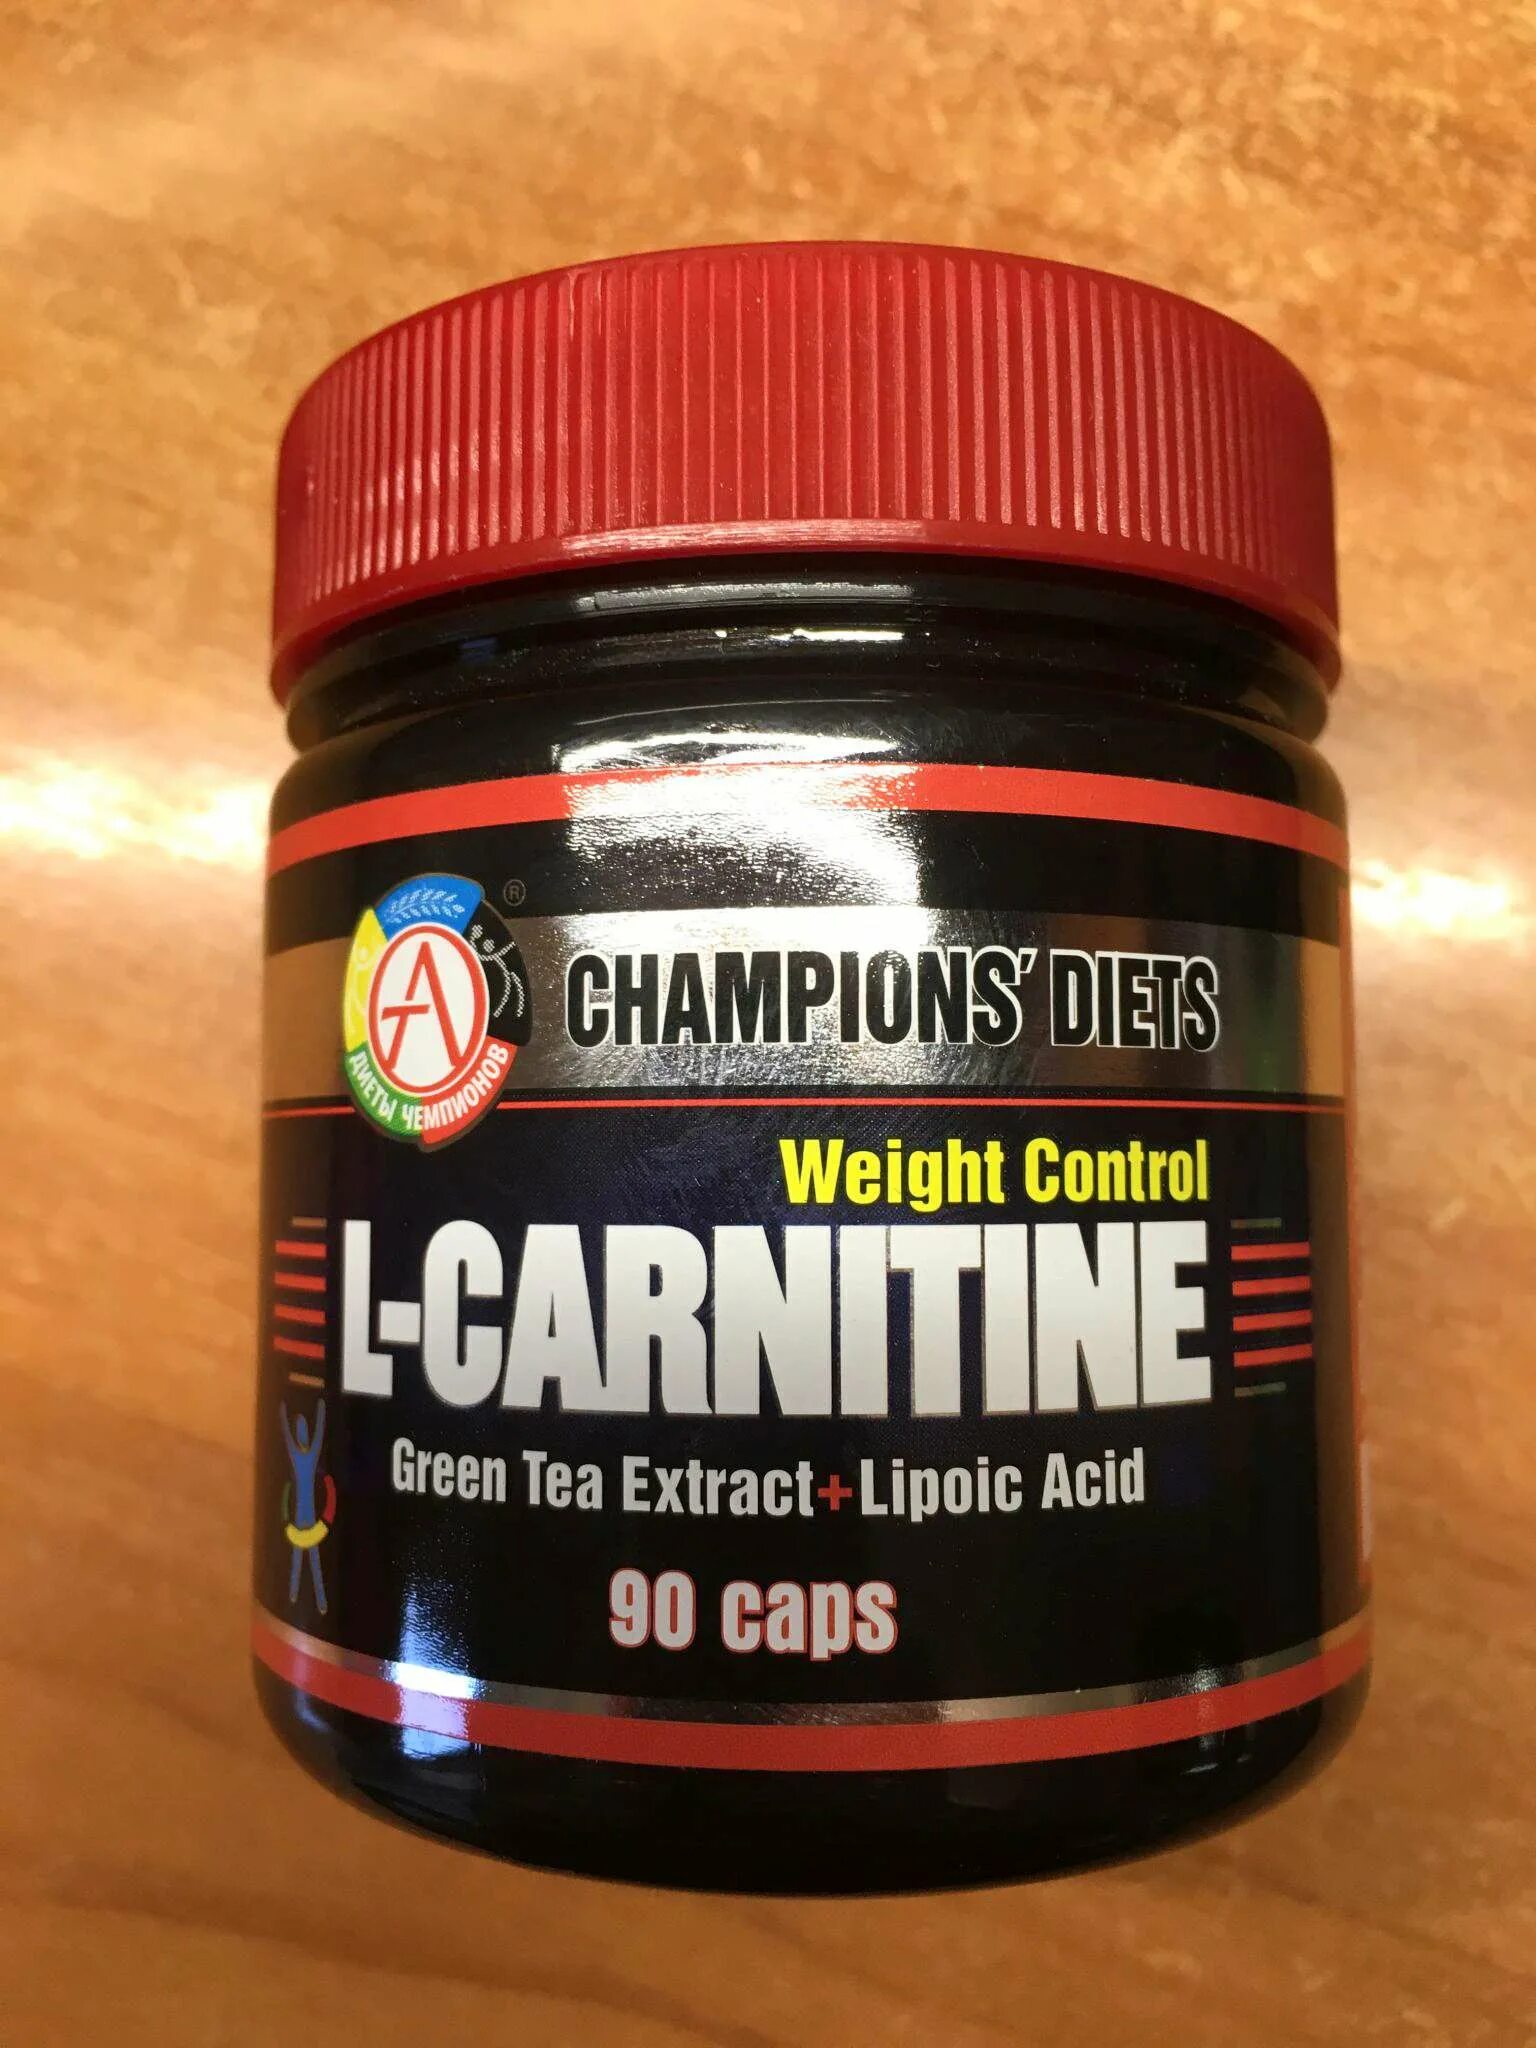 ®
А
ДИЕТЫ ЧЕМПИОНОВ
CHAMPIONS' DIETS
Weight Control
L-CARNITINE
Green Tea Extract+Lipoic Acid
90 caps